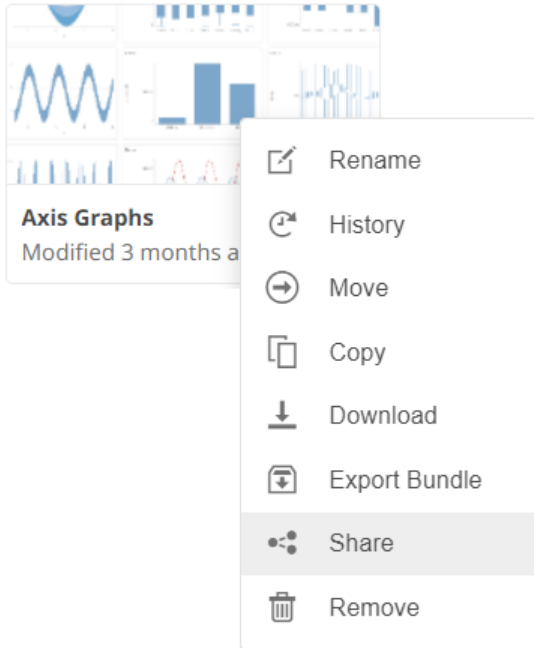 Axis Graphs
Modified 3 months a
Rename
History
Move
Copy
Download
Export Bundle
Share
Remove